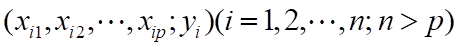 (x_{i1}, x_{i2}, ⋯, x_{ip}; y_i)(i = 1, 2, ⋯, n; n > p)